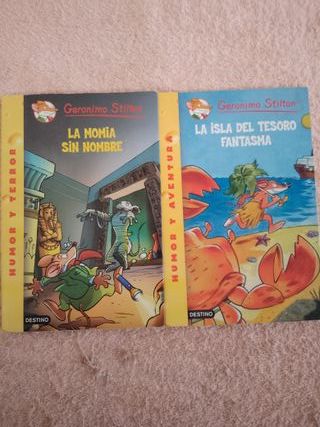 HUMOR Y TERROR
Geronimo Stilton
LA MOMIA
SIN NOMBRE
DESTINO
HUMOR Y AVENTURA
Geronimo Stilton
LA ISLA DEL TESORO
FANTASMA
DESTINO